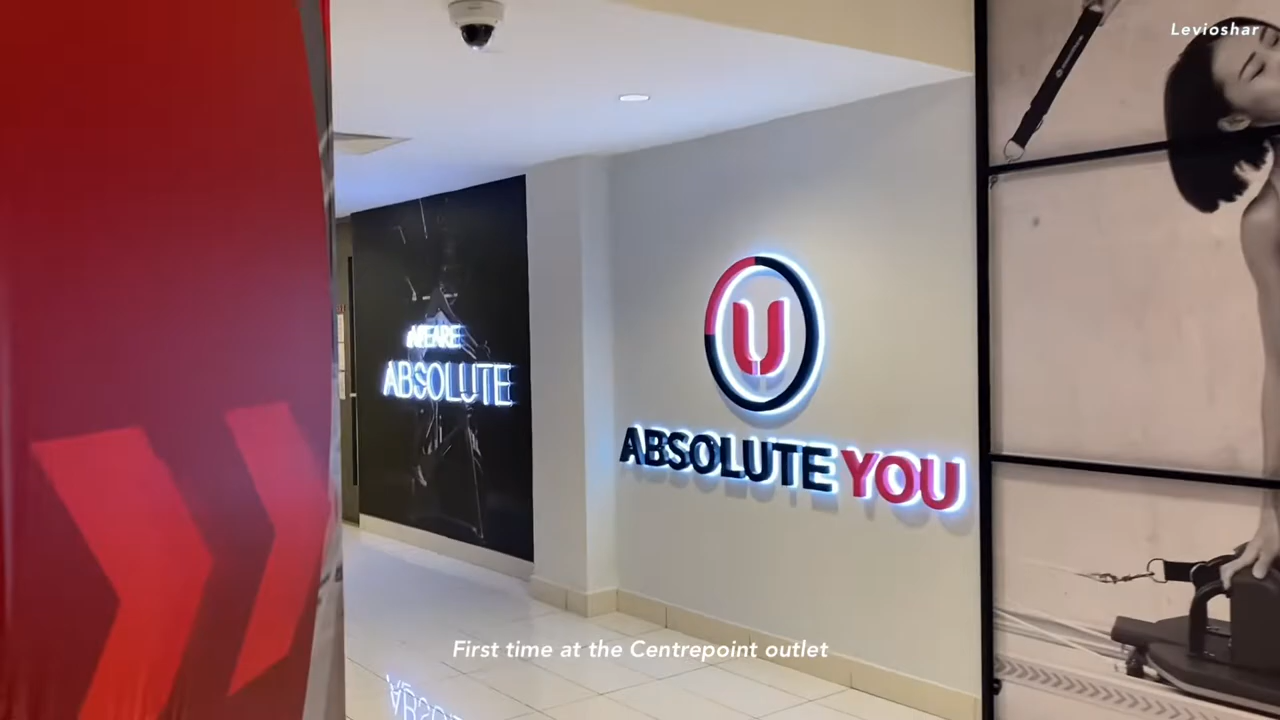 Levioshar
WE ARE
ABSOLUTE
U
ABSOLUTE YOU
First time at the Centrepoint outlet